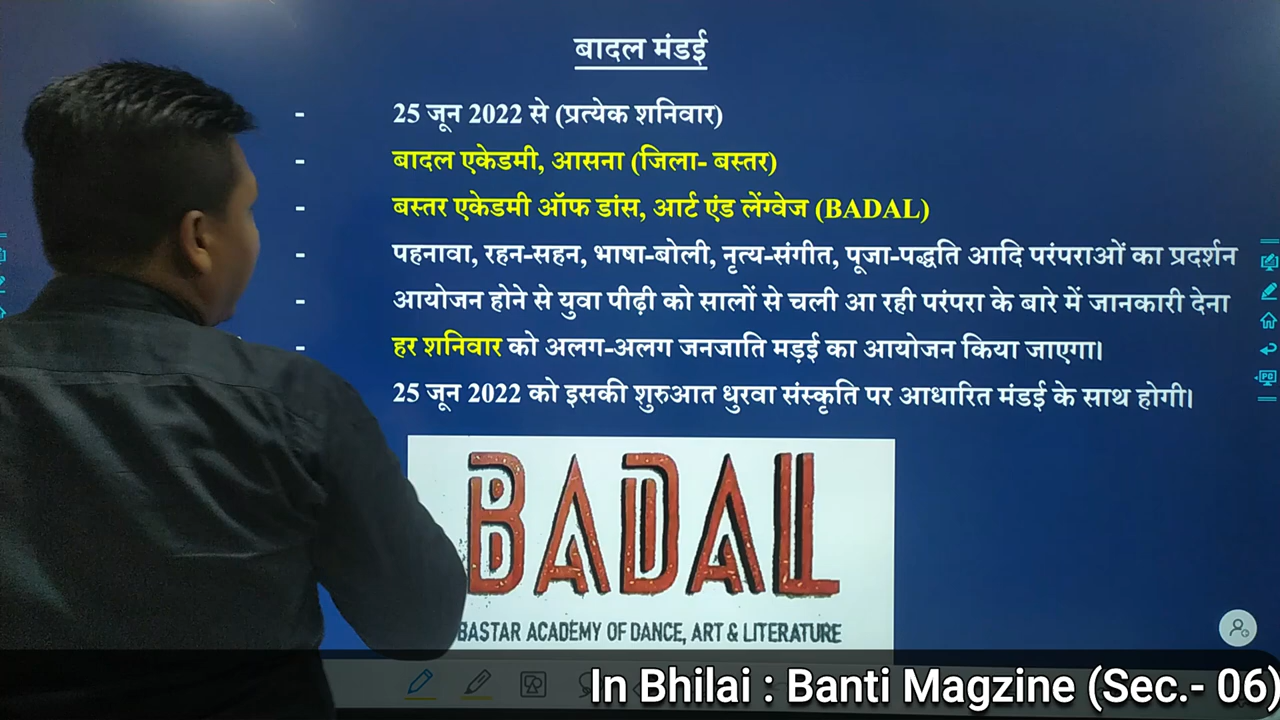 बादल मंडई
- 25 जून 2022 से (प्रत्येक शनिवार)
- बादल एकेडमी, आसना (जिला- बस्तर)
- बस्तर एकेडमी ऑफ डांस, आर्ट एंड लेंग्वेज (BADAL)
- पहनावा, रहन-सहन, भाषा-बोली, नृत्य-संगीत, पूजा-पद्धति आदि परंपराओं का प्रदर्शन
- आयोजन होने से युवा पीढ़ी को सालों से चली आ रही परंपरा के बारे में जानकारी देना
- हर शनिवार को अलग-अलग जनजाति मड़ई का आयोजन किया जाएगा।
25 जून 2022 को इसकी शुरुआत धुरवा संस्कृति पर आधारित मंडई के साथ होगी।
BADAL
BASTAR ACADEMY OF DANCE, ART & LITERATURE
In Bhilai : Banti Magzine (Sec.- 06)